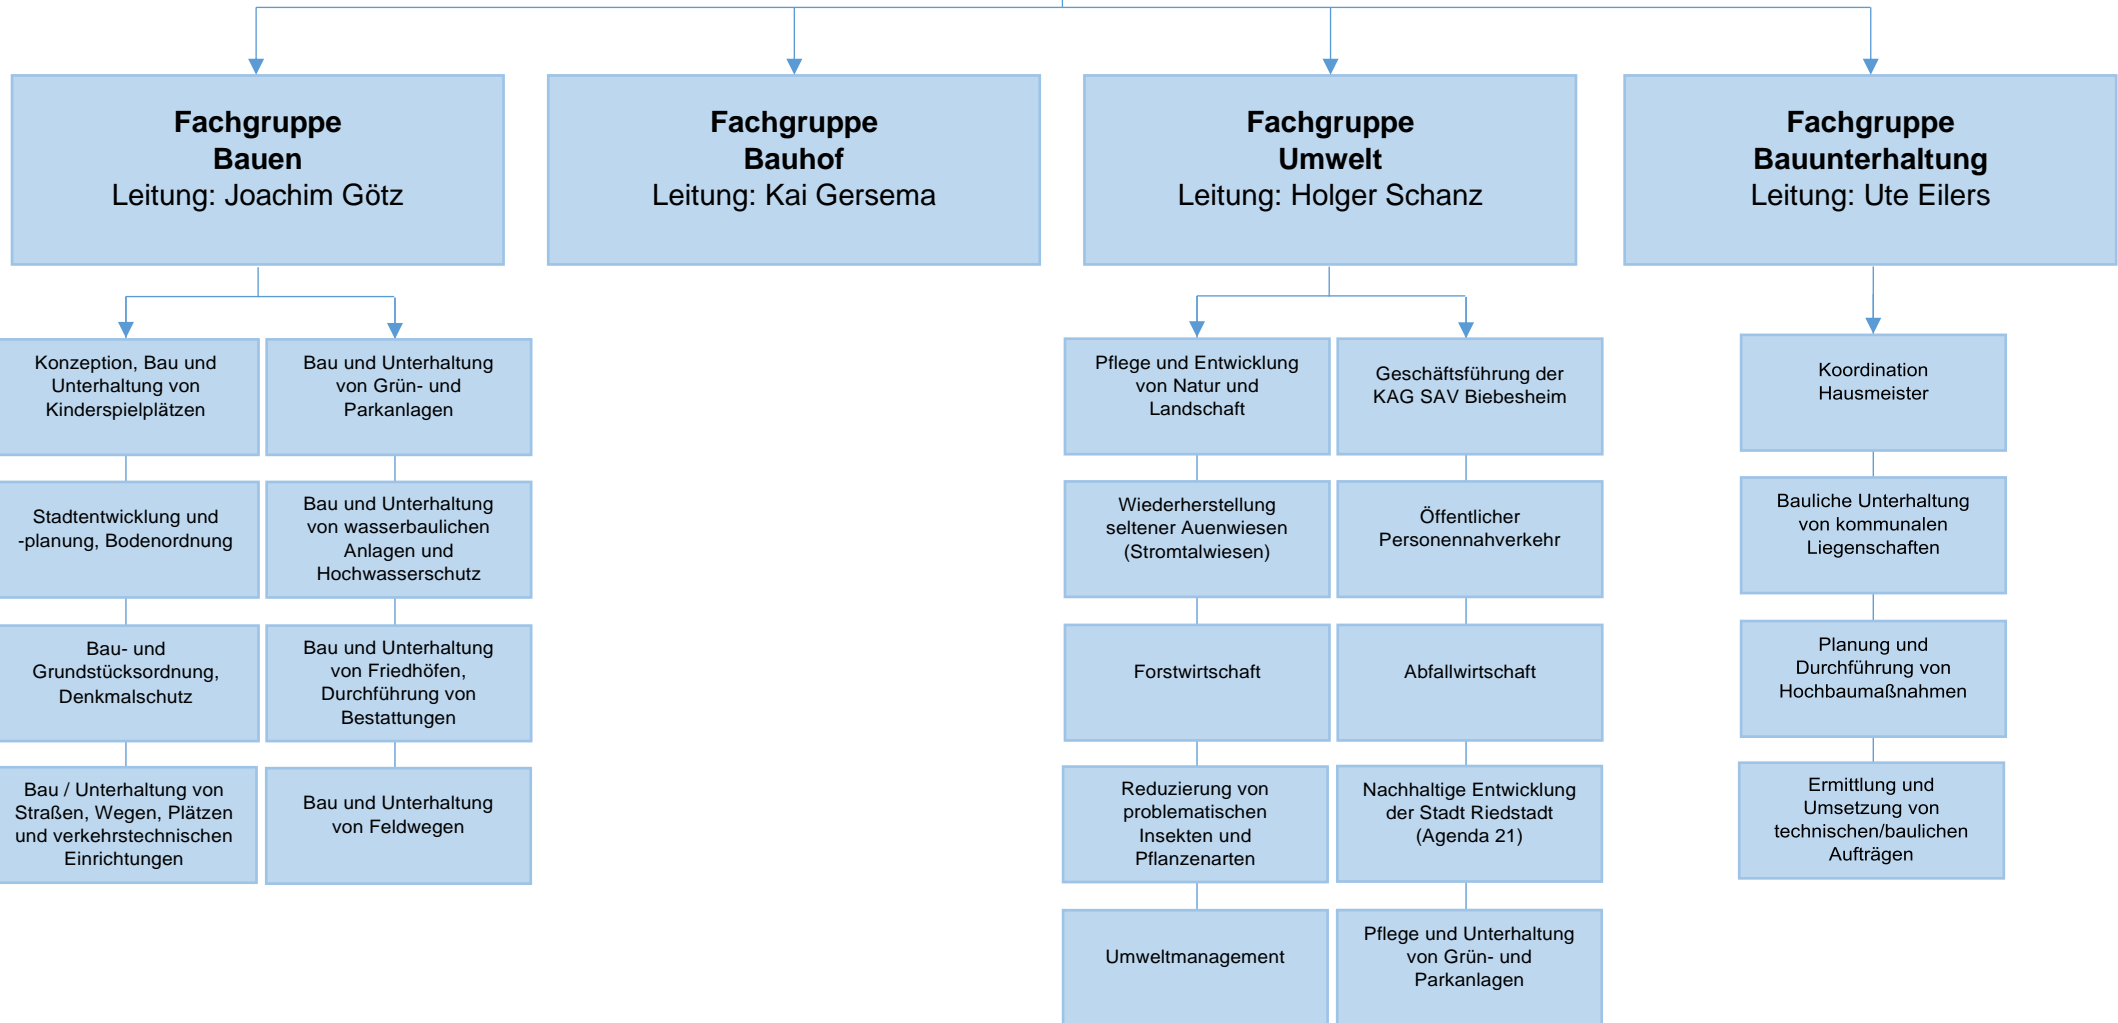 Fachgruppe
Bauen
Leitung: Joachim Götz
Fachgruppe
Bauhof
Leitung: Kai Gersema
Fachgruppe
Umwelt
Leitung: Holger Schanz
Fachgruppe
Bauunterhaltung
Leitung: Ute Eilers
Konzeption, Bau und
Unterhaltung von
Kinderspielplätzen
Stadtentwicklung und
-planung, Bodenordnung
Bau- und
Grundstücksordnung,
Denkmalschutz
Bau / Unterhaltung von
Straßen, Wegen, Plätzen
und verkehrstechnischen
Einrichtungen
Bau und Unterhaltung
von Grün- und
Parkanlagen
Bau und Unterhaltung
von wasserbaulichen
Anlagen und
Hochwasserschutz
Bau und Unterhaltung
von Friedhöfen,
Durchführung von
Bestattungen
Bau und Unterhaltung
von Feldwegen
Pflege und Entwicklung
von Natur und
Landschaft
Wiederherstellung
seltener Auenwiesen
(Stromtalwiesen)
Forstwirtschaft
Reduzierung von
problematischen
Insekten und
Pflanzenarten
Umweltmanagement
Geschäftsführung der
KAG SAV Biebesheim
Öffentlicher
Personennahverkehr
Abfallwirtschaft
Nachhaltige Entwicklung
der Stadt Riedstadt
(Agenda 21)
Pflege und Unterhaltung
von Grün- und
Parkanlagen
Koordination
Hausmeister
Bauliche Unterhaltung
von kommunalen
Liegenschaften
Planung und
Durchführung von
Hochbaumaßnahmen
Ermittlung und
Umsetzung von
technischen/baulichen
Aufträgen